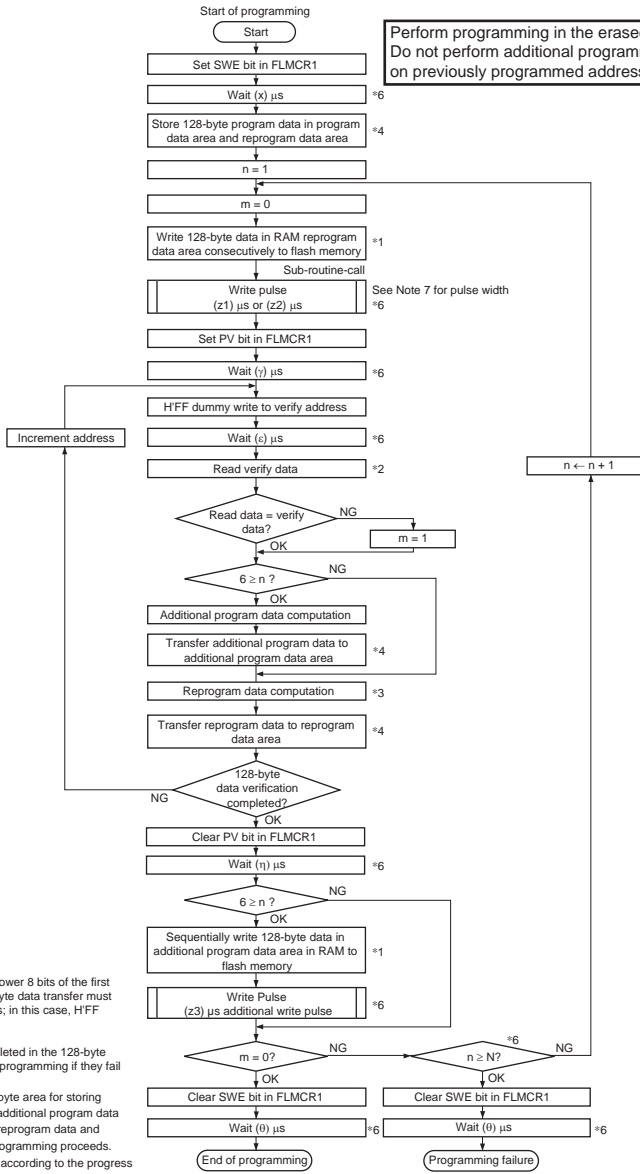 Start of programming
Start
Perform programming in the erased
Do not perform additional programm
on previously programmed address
Set SWE bit in FLMCR1
Wait (x) μs
*6
Store 128-byte program data in program
data area and reprogram data area
*4
n = 1
m = 0
Write 128-byte data in RAM reprogram
data area consecutively to flash memory
*1
Sub-routine-call
Write pulse
(z1) μs or (z2) μs
See Note 7 for pulse width
*6
Set PV bit in FLMCR1
Wait (γ) μs
*6
H'FF dummy write to verify address
Increment address
Wait (ε) μs
*6
Read verify data
*2
n ← n + 1
Read data = verify
data?
NG
m = 1
OK
6 ≥ n ?
NG
OK
Additional program data computation
Transfer additional program data to
additional program data area
*4
Reprogram data computation
*3
Transfer reprogram data to reprogram
data area
*4
128-byte
data verification
completed?
NG
OK
Clear PV bit in FLMCR1
Wait (η) μs
*6
6 ≥ n ?
NG
OK
Sequentially write 128-byte data in
additional program data area in RAM to
flash memory
*1
Write Pulse
(z3) μs additional write pulse
*6
ower 8 bits of the first
yte data transfer must
s; in this case, H'FF
leted in the 128-byte
programming if they fail
byte area for storing
additional program data
reprogram data and
ogramming proceeds.
according to the progress
m = 0?
NG
*6
n ≥ N?
NG
OK
OK
Clear SWE bit in FLMCR1
Clear SWE bit in FLMCR1
Wait (θ) μs
*6
Wait (θ) μs
*6
End of programming
Programming failure